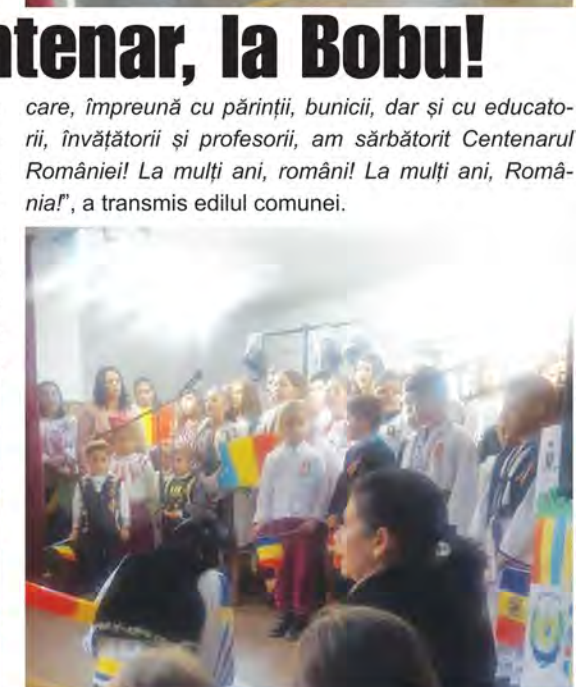 ntenar, la Bobu!
care, împreună cu părinții, bunicii, dar și cu educato-
rii, învățătorii și profesorii, am sărbătorit Centenarul
României! La mulți ani, români! La mulți ani, Româ-
nia!”, a transmis edilul comunei.